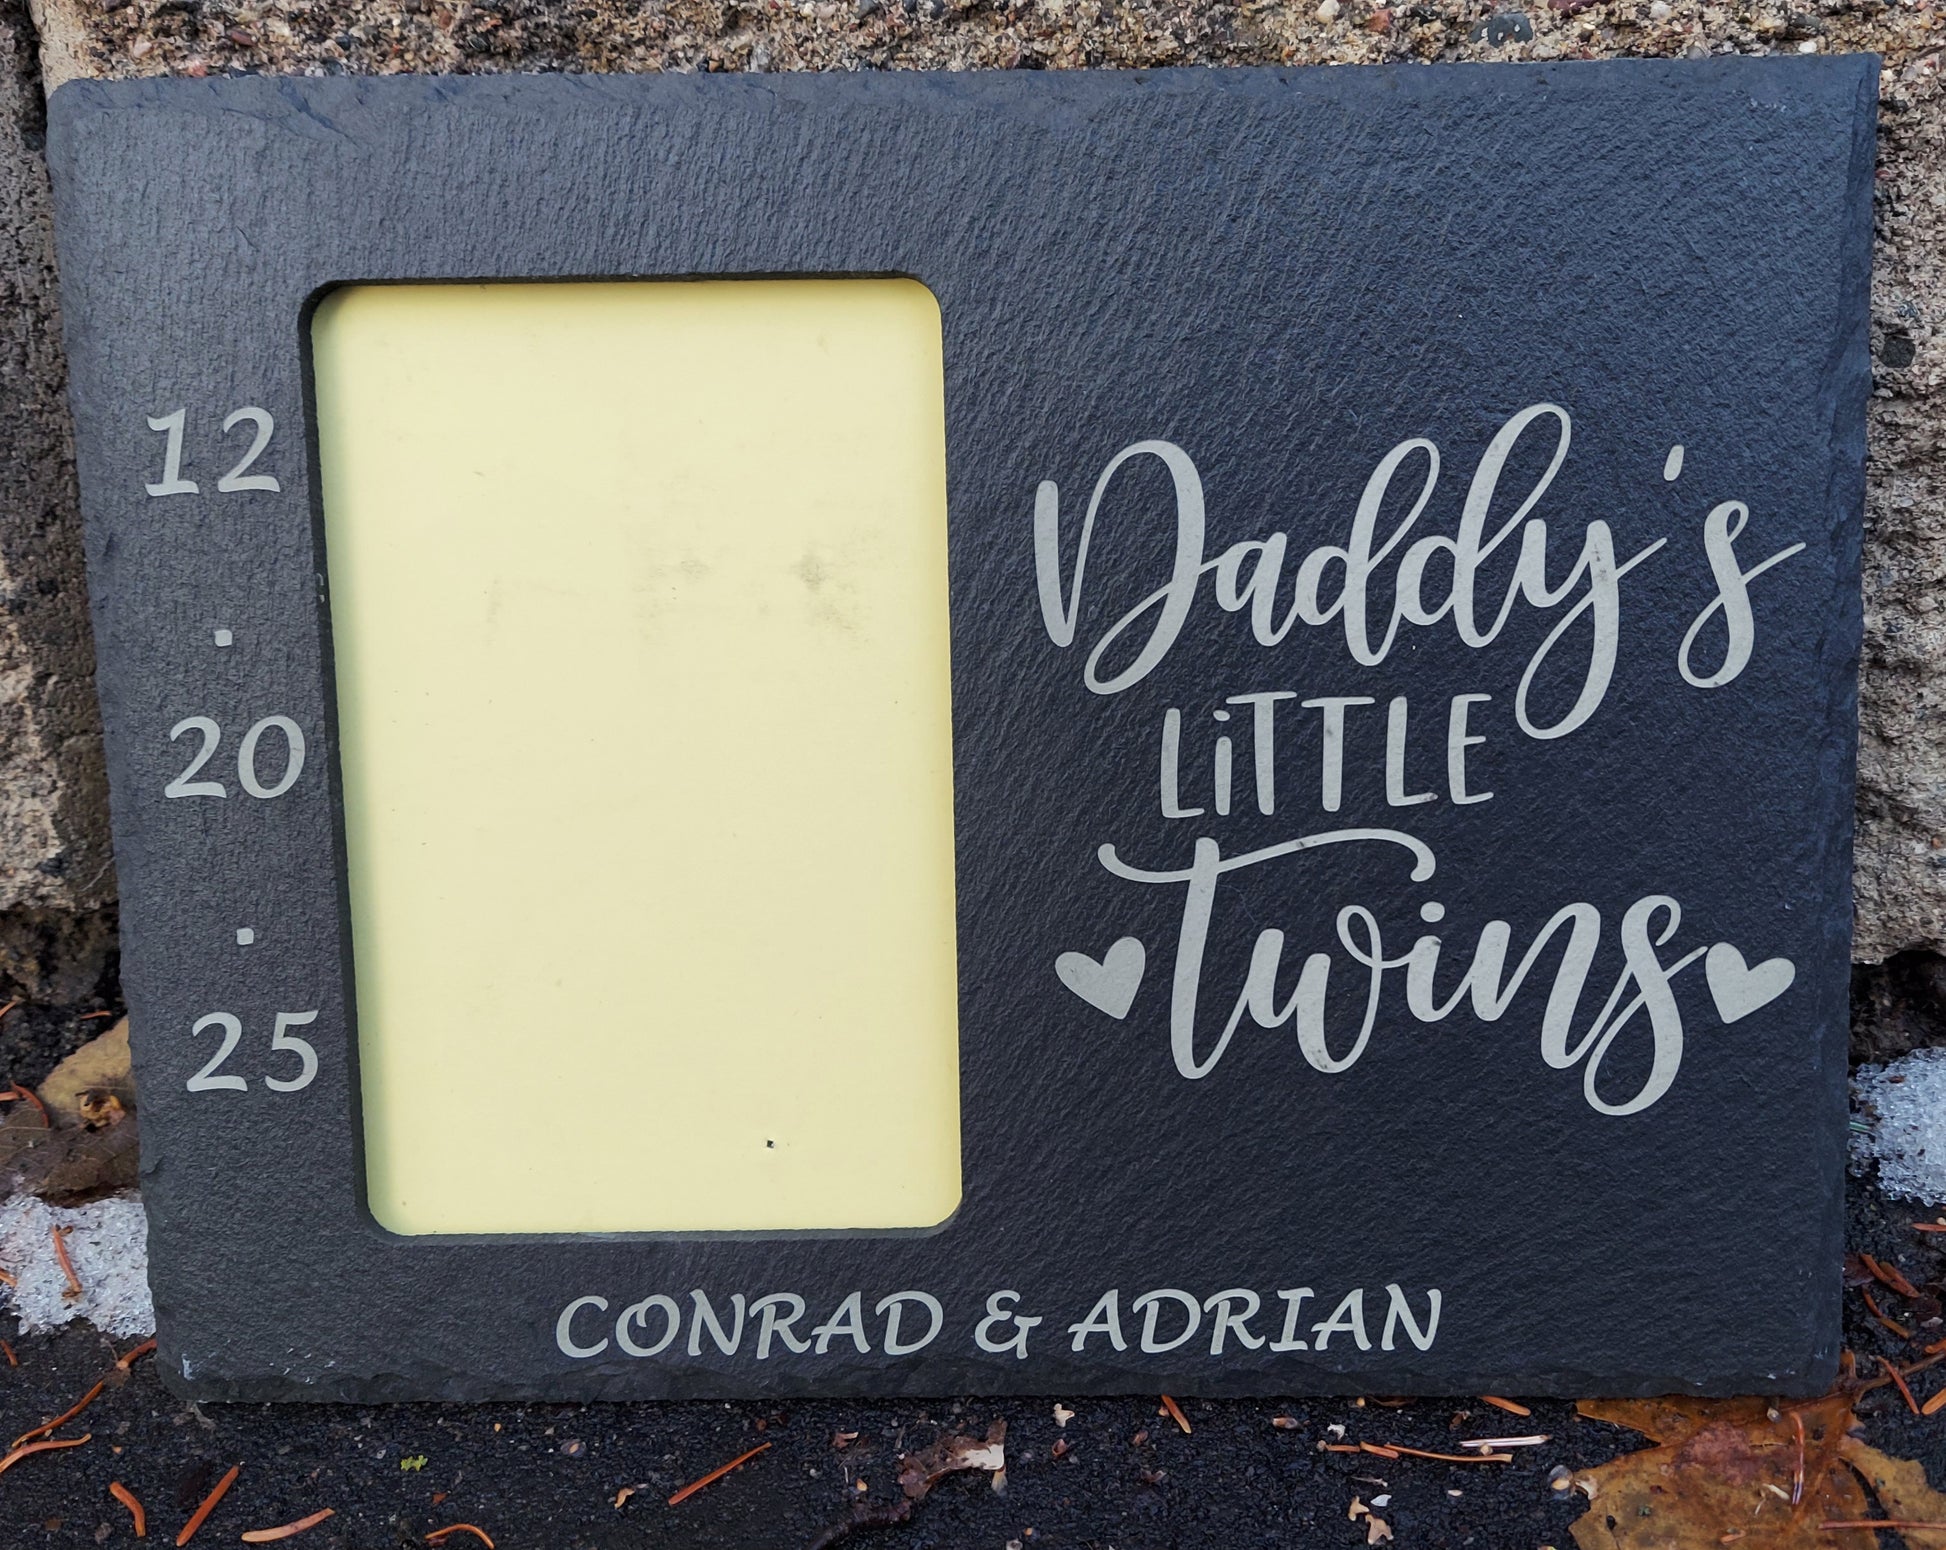 12
.
20
.
25
Daddy's
LiTTLE
Twins
CONRAD & ADRIAN